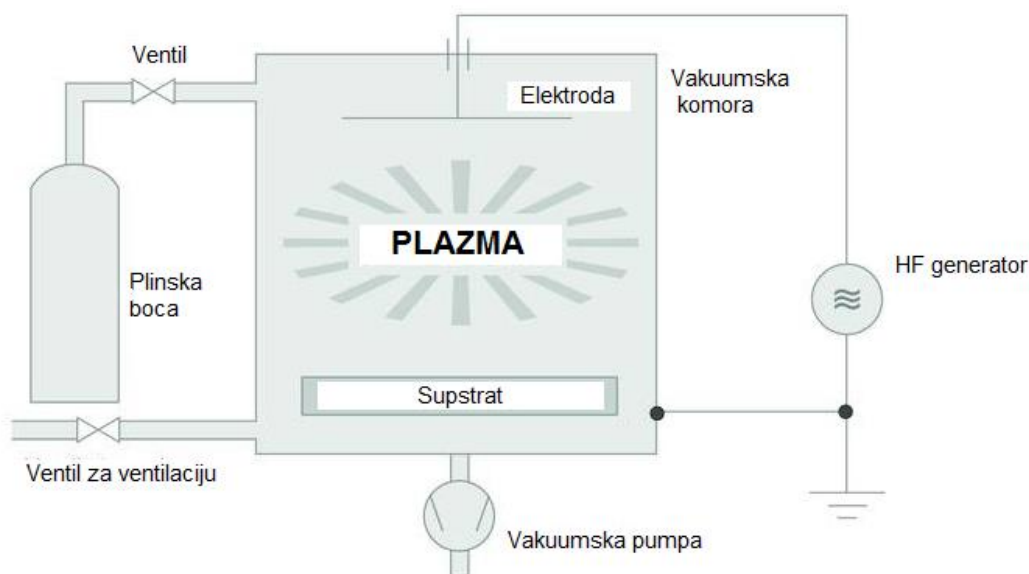 Ventil
Elektroda
Vakuumska
komora
PLAZMA
HF generator
Plinska
boca
Supstrat
Ventil za ventilaciju
Vakuumska pumpa